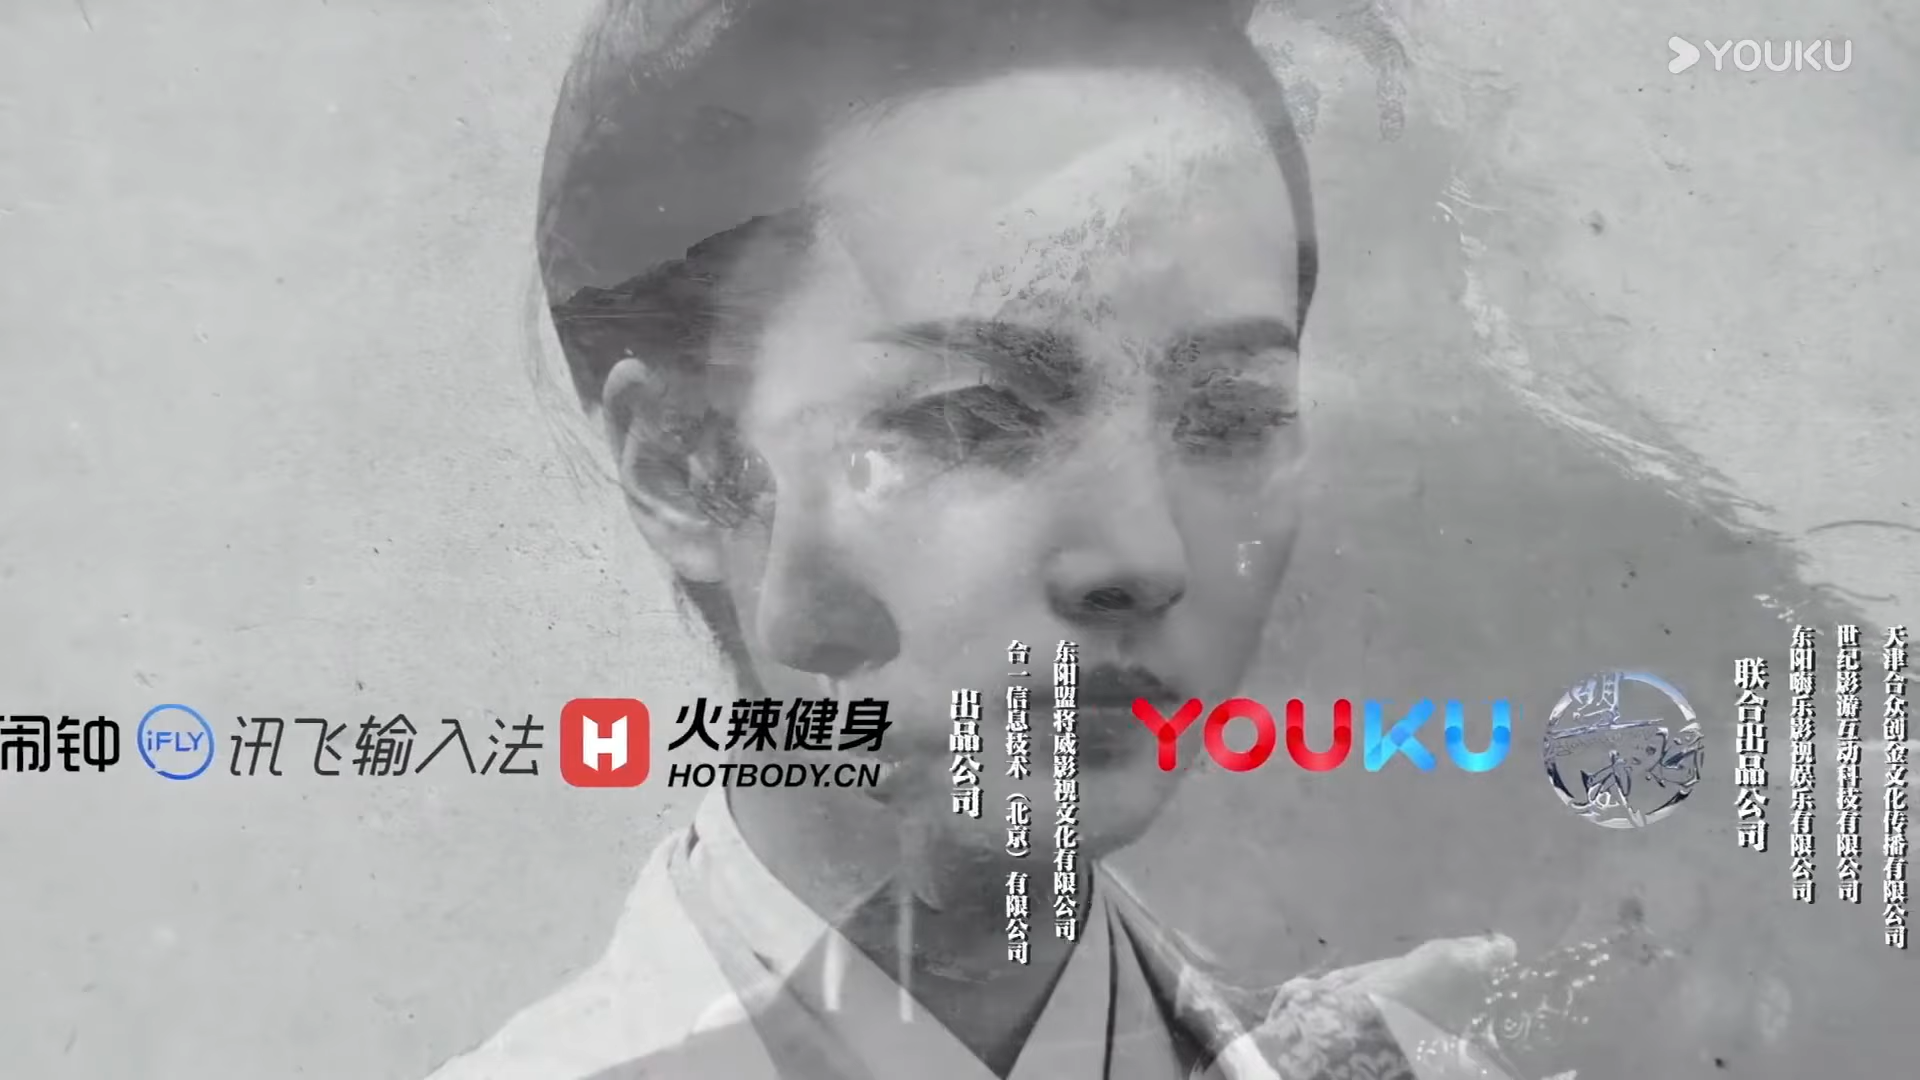 YOUKU
闹钟
iFLY
讯飞输入法
H
火辣健身
HOTBODY.CN
出品公司
合一信息技术（北京）有限公司
东阳盟将威影视文化有限公司
YOUKU
盟将威
联合出品公司
东阳嗨乐影视娱乐有限公司
世纪影游互动科技有限公司
天津合众创金文化传播有限公司